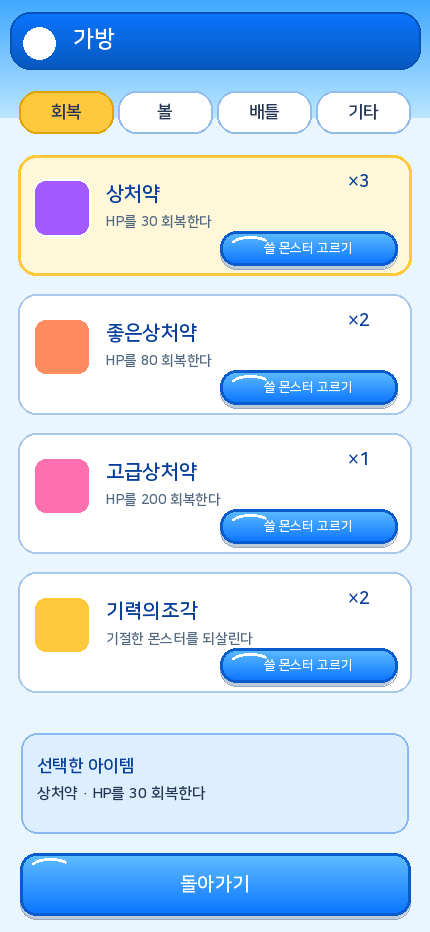 가방
회복 볼 배틀 기타
상처약 ×3
HP를 30 회복한다
쓸 몬스터 고르기
좋은상처약 ×2
HP를 80 회복한다
쓸 몬스터 고르기
고급상처약 ×1
HP를 200 회복한다
쓸 몬스터 고르기
기력의조각 ×2
기절한 몬스터를 되살린다
쓸 몬스터 고르기
선택한 아이템
상처약 · HP를 30 회복한다
돌아가기